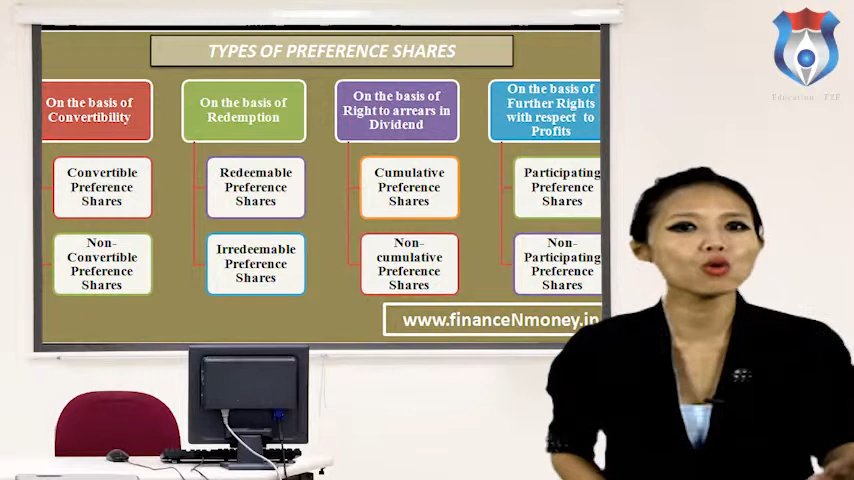 TYPES OF PREFERENCE SHARES
On the basis of
Convertibility
Convertible
Preference
Shares
Non-
Convertible
Preference
Shares
On the basis of
Redemption
Redeemable
Preference
Shares
Irredeemable
Preference
Shares
On the basis of
Right to arrears in
Dividend
Cumulative
Preference
Shares
Non-
cumulative
Preference
Shares
On the basis of
Further Rights
with respect to
Profits
Participating
Preference
Shares
Non-
Participating
Preference
Shares
www.financeNmoney.in
Education